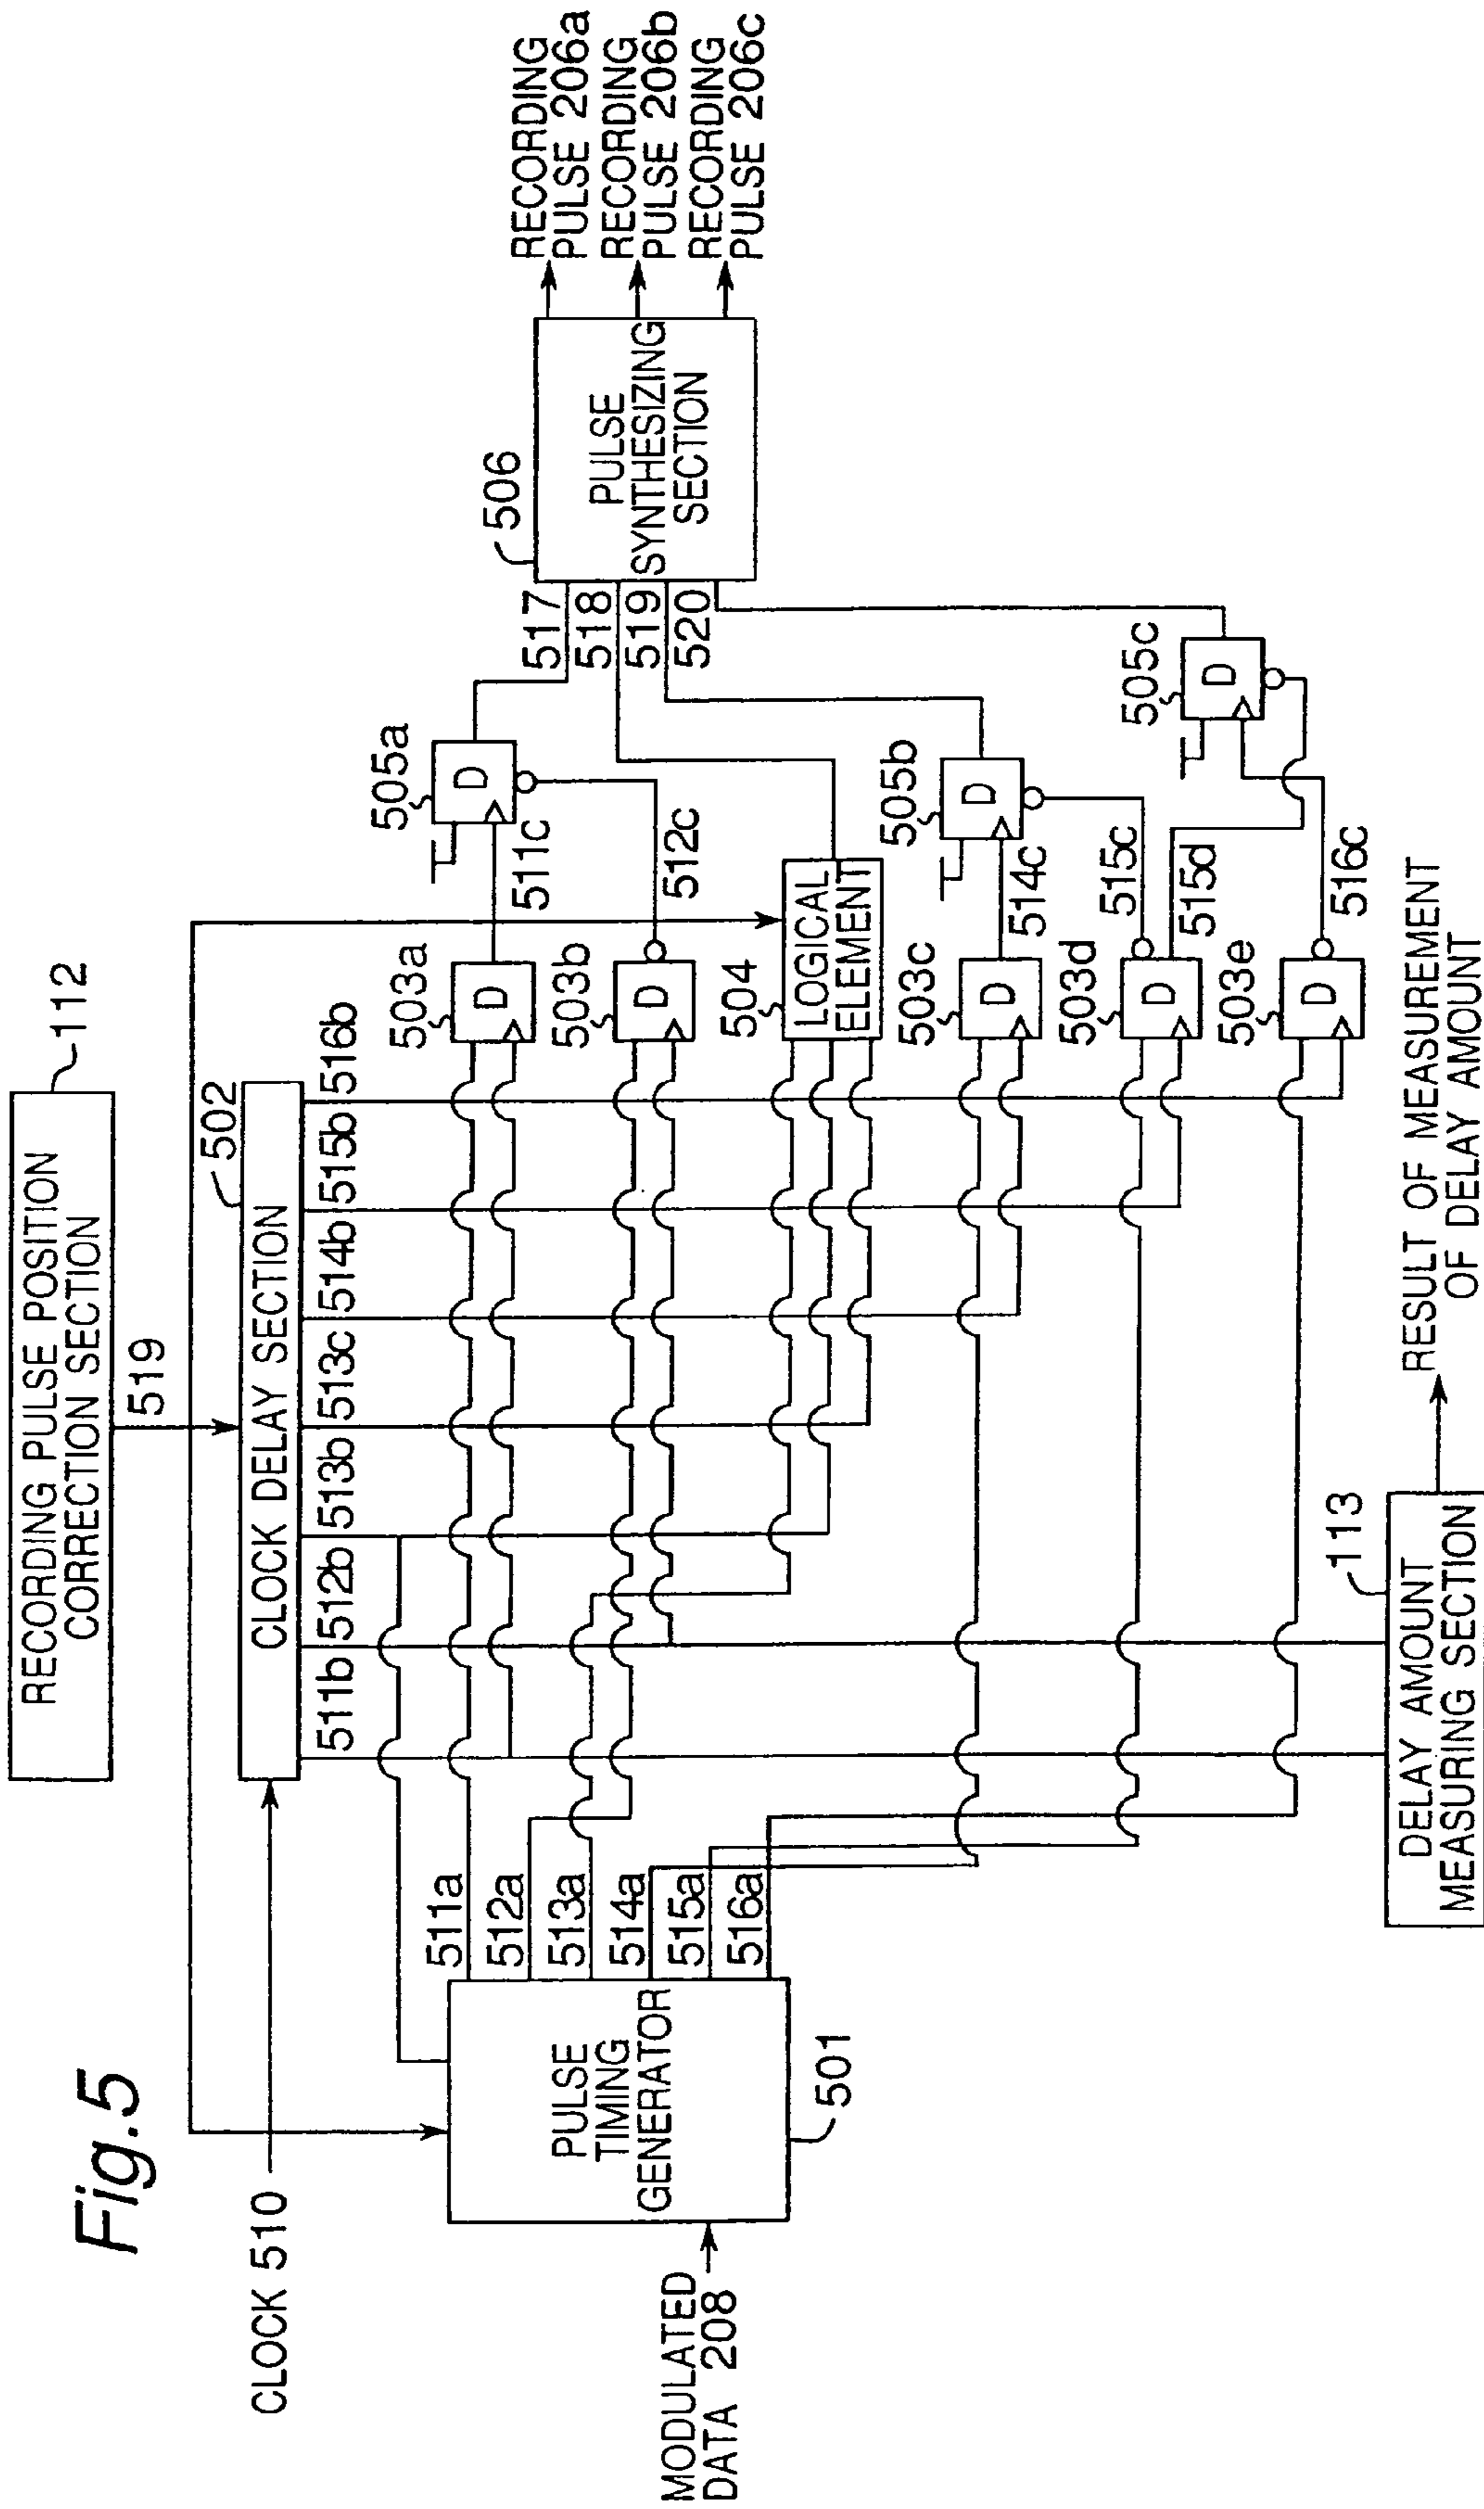 Fig.5
RECORDING PULSE POSITION
CORRECTION SECTION
112
519
502
CLOCK 510
CLOCK DELAY SECTION
511b
512b
513b
513c
514b
515b
516b
MODULATED
DATA 208
PULSE
TIMING
GENERATOR
501
511a
512a
513a
514a
515a
516a
503a
D
503b
D
504
LOGICAL
ELEMENT
503c
D
503d
D
503e
D
511c
512c
514c
515c
515d
516c
505a
D
505b
D
505c
D
517
518
519
520
506
PULSE
SYNTHESIZING
SECTION
RECORDING
PULSE 206a
RECORDING
PULSE 206b
RECORDING
PULSE 206c
113
DELAY AMOUNT
MEASURING SECTION
RESULT OF MEASUREMENT
OF DELAY AMOUNT